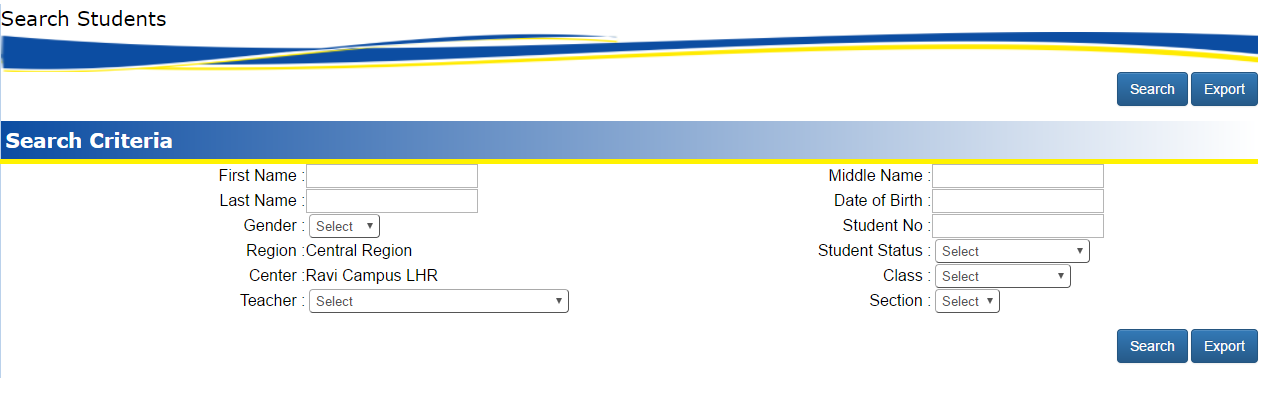 Search Students
Search Export
Search Criteria
First Name : Middle Name :
Last Name : Date of Birth :
Gender : Select Student No :
Region :Central Region Student Status : Select
Center :Ravi Campus LHR Class : Select
Teacher : Select Section : Select
Search Export